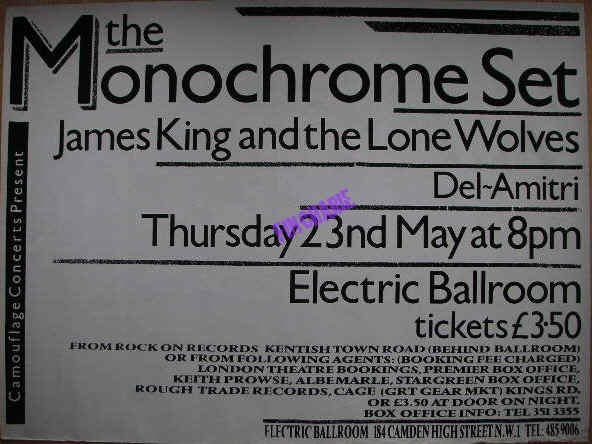 the
Monochrome Set
James King and the Lone Wolves
Del~Amitri
Thursday 23nd May at 8pm
Electric Ballroom
tickets £3·50
Camouflage Concerts Present
FROM ROCK ON RECORDS KENTISH TOWN ROAD (BEHIND BALLROOM)
OR FROM FOLLOWING AGENTS: (BOOKING FEE CHARGED)
LONDON THEATRE BOOKINGS, PREMIER BOX OFFICE,
KEITH PROWSE, ALBEMARLE, STARGREEN BOX OFFICE,
ROUGH TRADE RECORDS, CAGE (GRT GEAR MKT) KINGS RD,
OR £3.50 AT DOOR ON NIGHT.
BOX OFFICE INFO: TEL 351 3355
ELECTRIC BALLROOM 184 CAMDEN HIGH STREET N.W.1 TEL: 485 9006